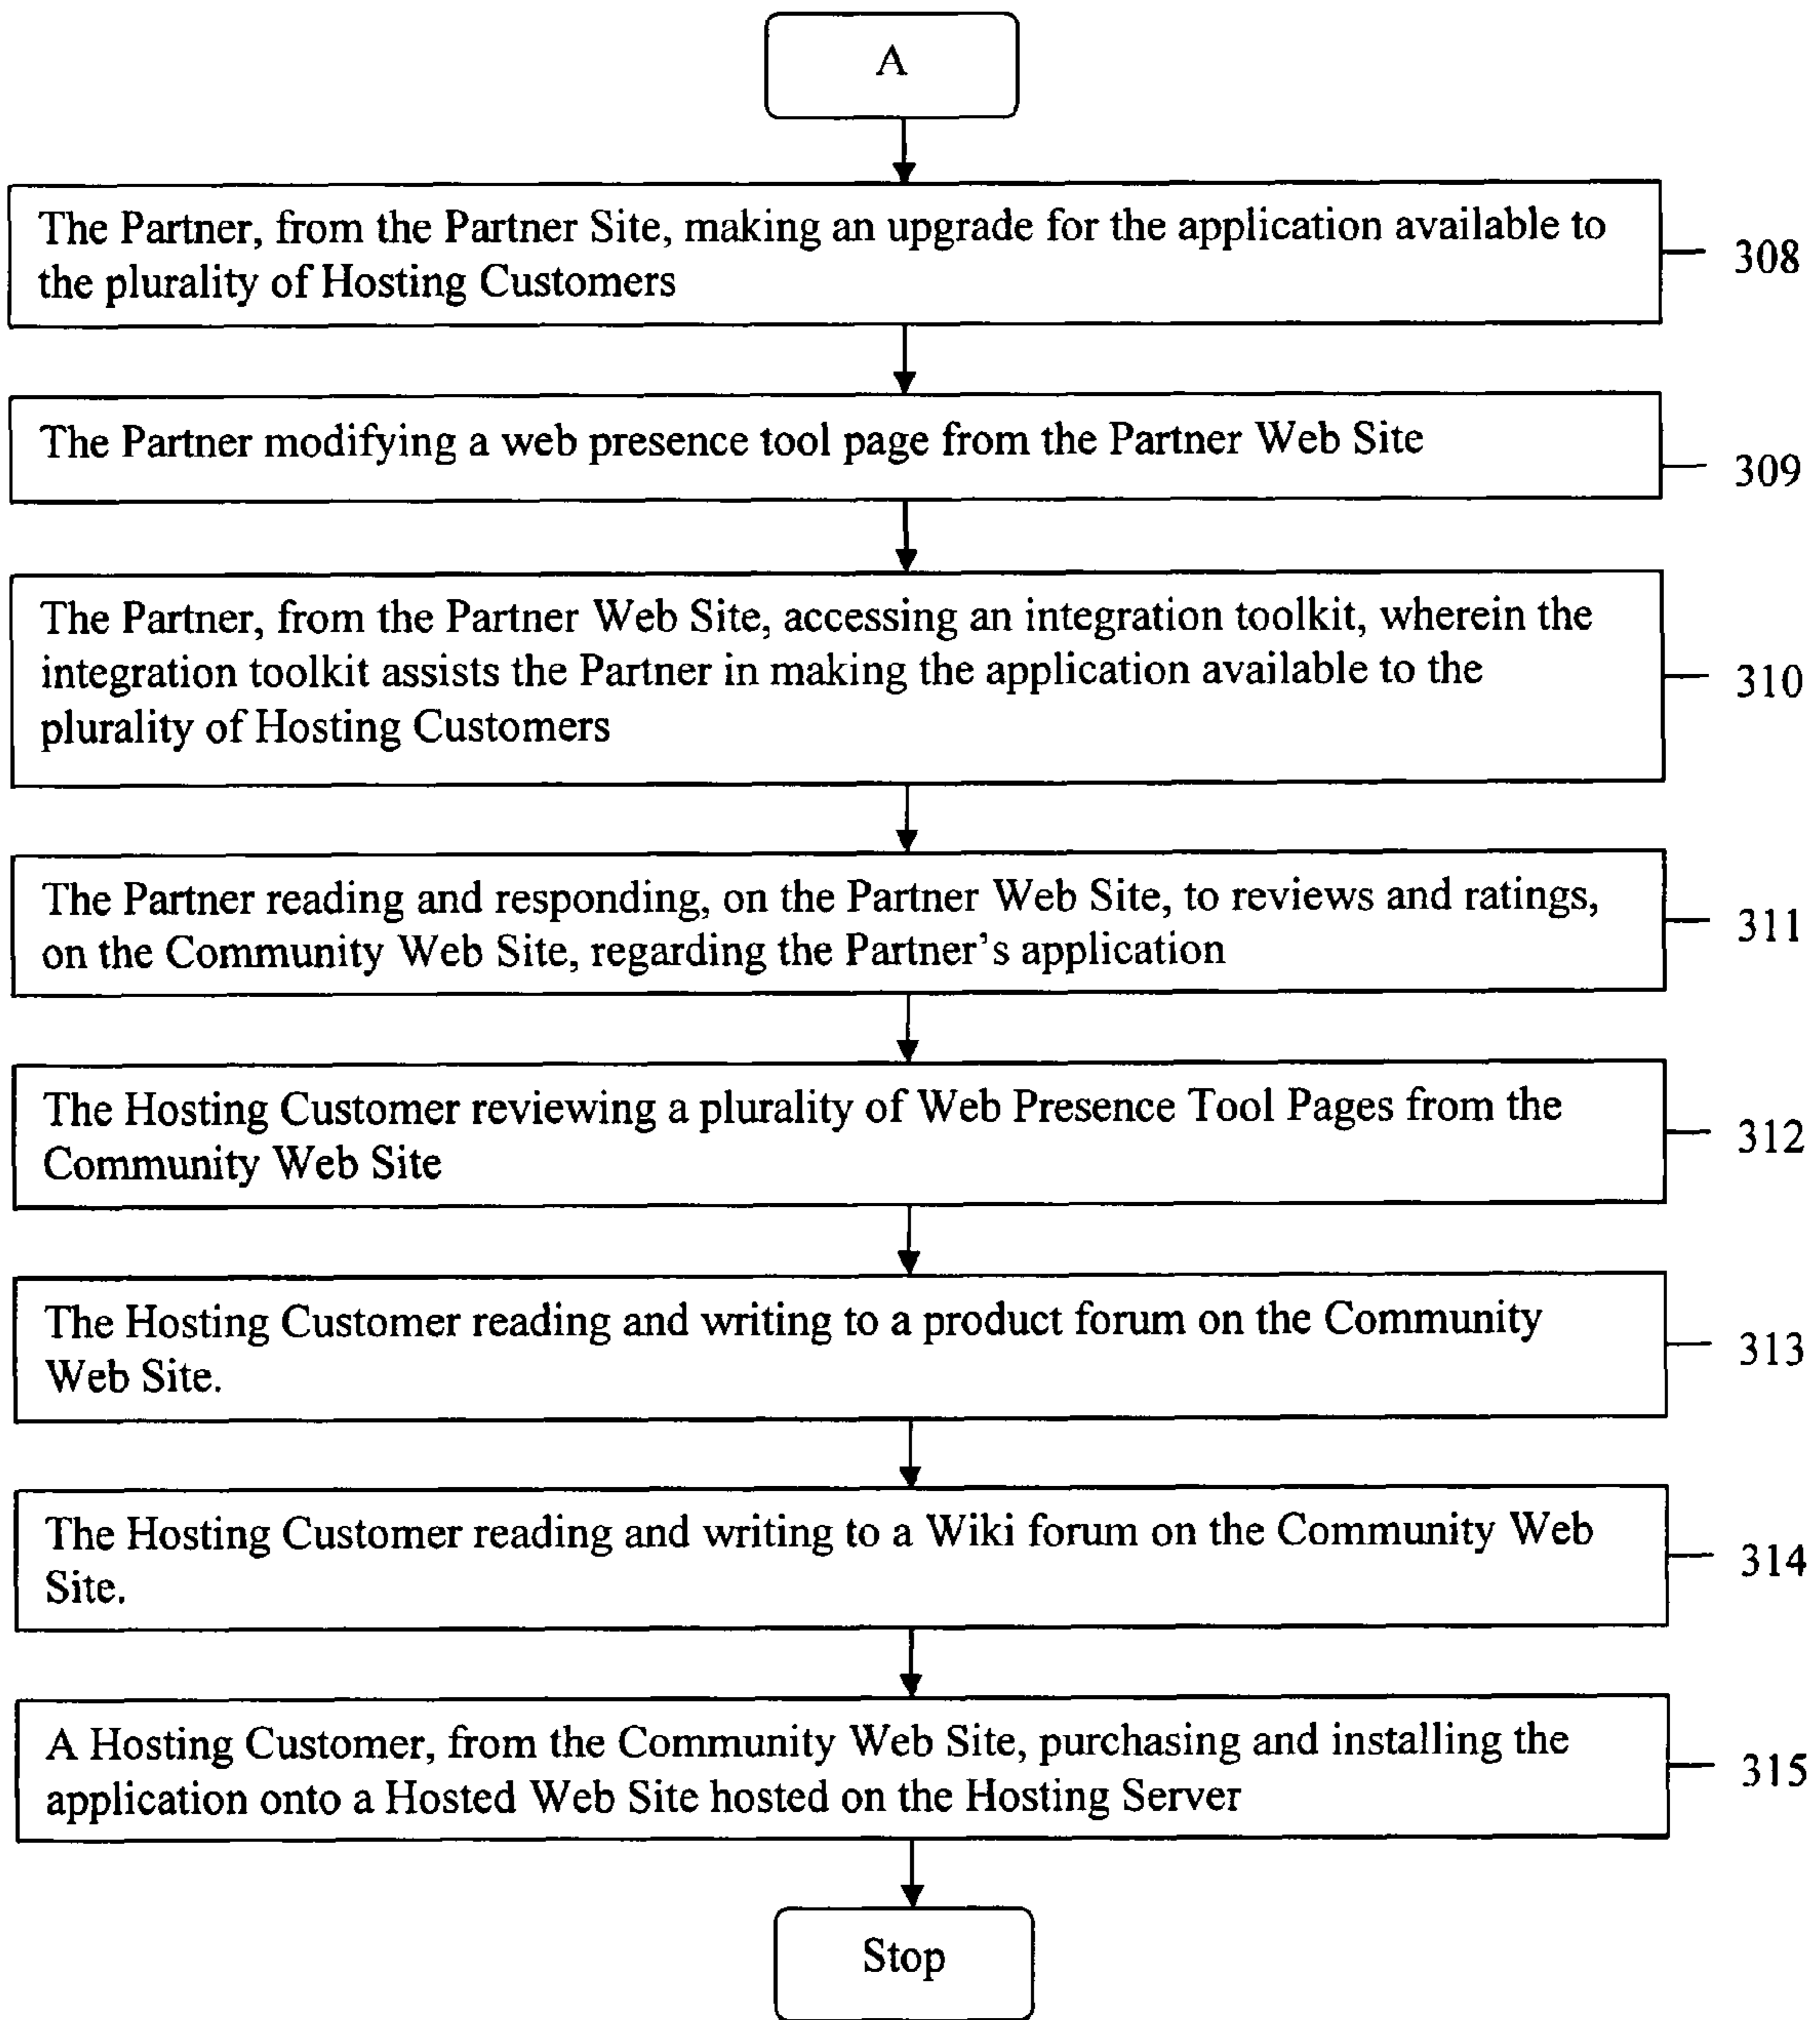 A
The Partner, from the Partner Site, making an upgrade for the application available to
the plurality of Hosting Customers
308
The Partner modifying a web presence tool page from the Partner Web Site
309
The Partner, from the Partner Web Site, accessing an integration toolkit, wherein the
integration toolkit assists the Partner in making the application available to the
plurality of Hosting Customers
310
The Partner reading and responding, on the Partner Web Site, to reviews and ratings,
on the Community Web Site, regarding the Partner's application
311
The Hosting Customer reviewing a plurality of Web Presence Tool Pages from the
Community Web Site
312
The Hosting Customer reading and writing to a product forum on the Community
Web Site.
313
The Hosting Customer reading and writing to a Wiki forum on the Community Web
Site.
314
A Hosting Customer, from the Community Web Site, purchasing and installing the
application onto a Hosted Web Site hosted on the Hosting Server
315
Stop